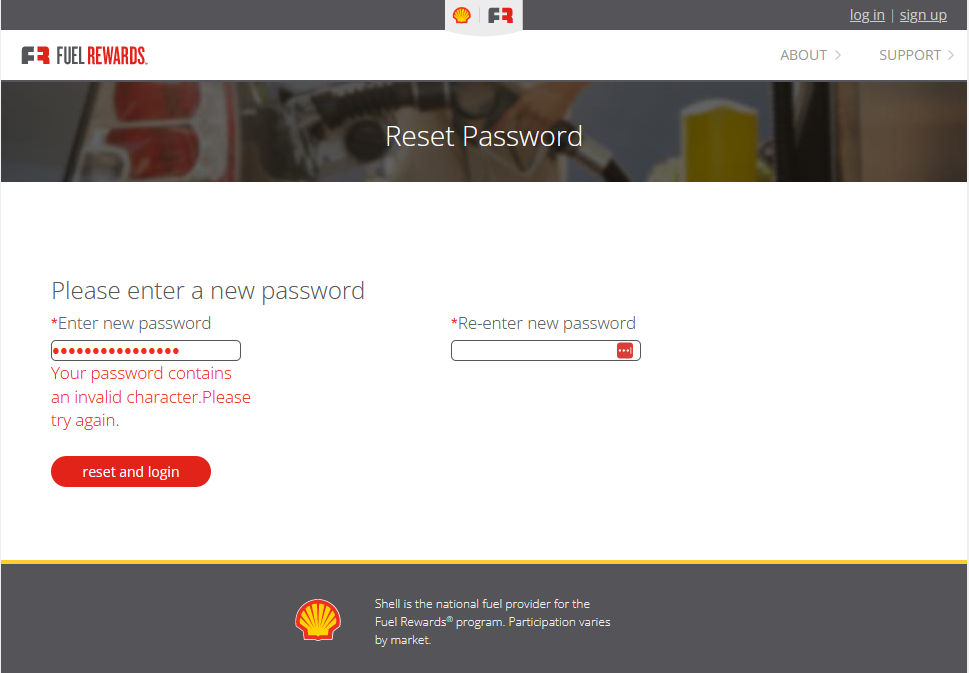 log in | sign up
FUEL REWARDS.
ABOUT
SUPPORT
Reset Password
Please enter a new password
*Enter new password
*Re-enter new password
Your password contains
an invalid character.Please
try again.
reset and login
Shell is the national fuel provider for the
Fuel Rewards® program. Participation varies
by market.